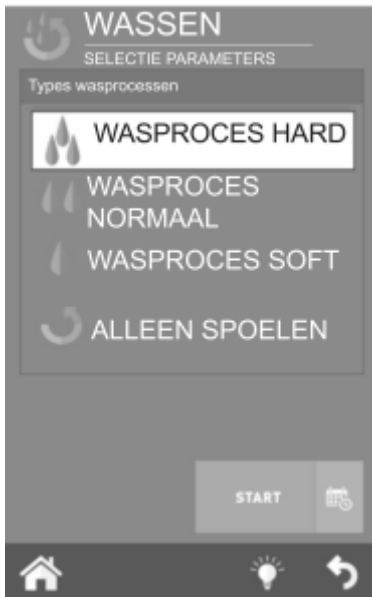 WASSEN
SELECTIE PARAMETERS
Types wasprocessen
WASPROCES HARD
WASPROCES
NORMAAL
WASPROCES SOFT
ALLEEN SPOELEN
START